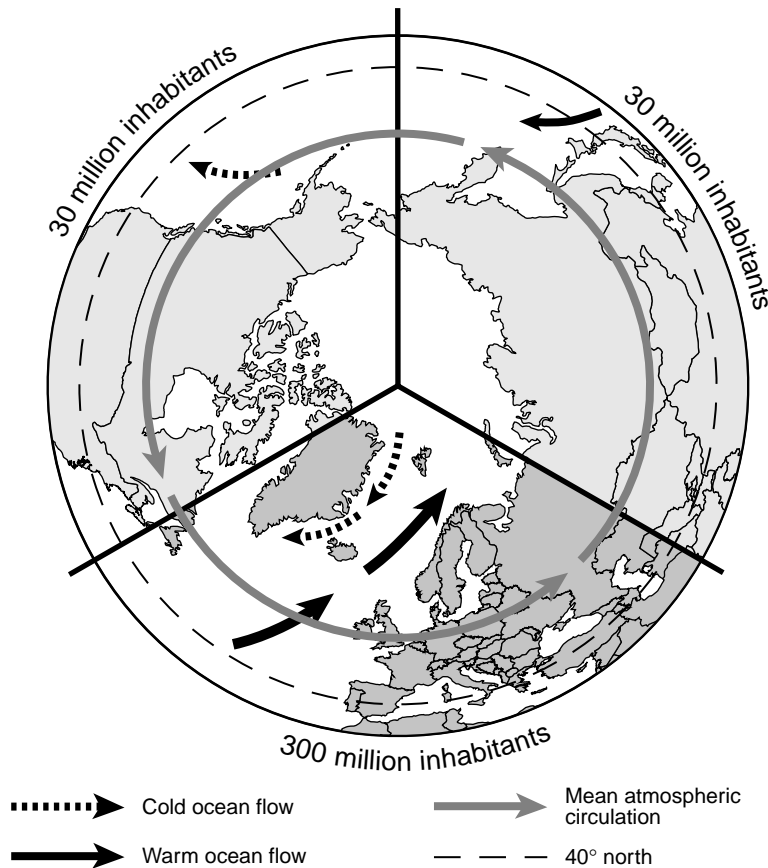 30 million inhabitants
30 million inhabitants
300 million inhabitants
Cold ocean flow
Warm ocean flow
Mean atmospheric
circulation
40° north